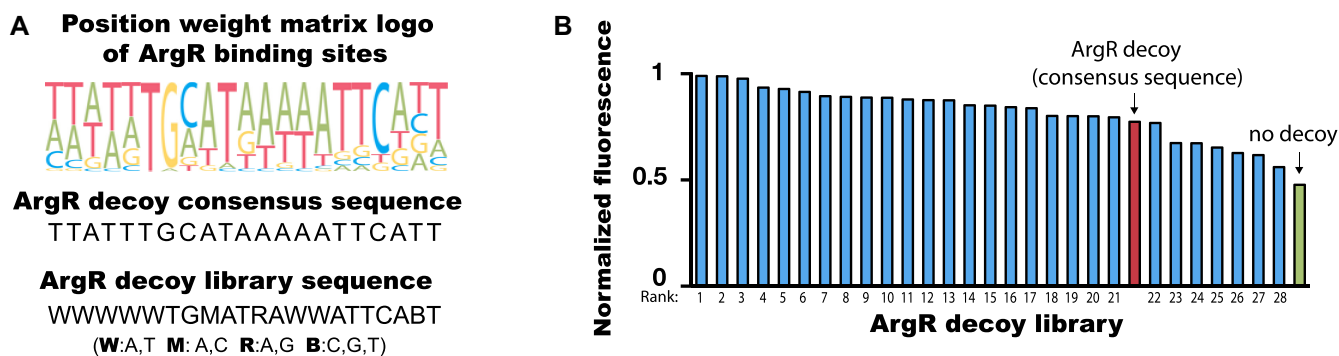 A
Position weight matrix logo
of ArgR binding sites
ArgR decoy consensus sequence
TTATTTGCATAAAAATTCATT
ArgR decoy library sequence
WWWWWTGMATRAWWATTCABT
(W:A,T M: A,C R:A,G B:C,G,T)
B
Normalized fluorescence
1
0.5
0
ArgR decoy
(consensus sequence)
no decoy
Rank: 1 2 3 4 5 6 7 8 9 10 11 12 13 14 15 16 17 18 19 20 21 22 23 24 25 26 27 28
ArgR decoy library